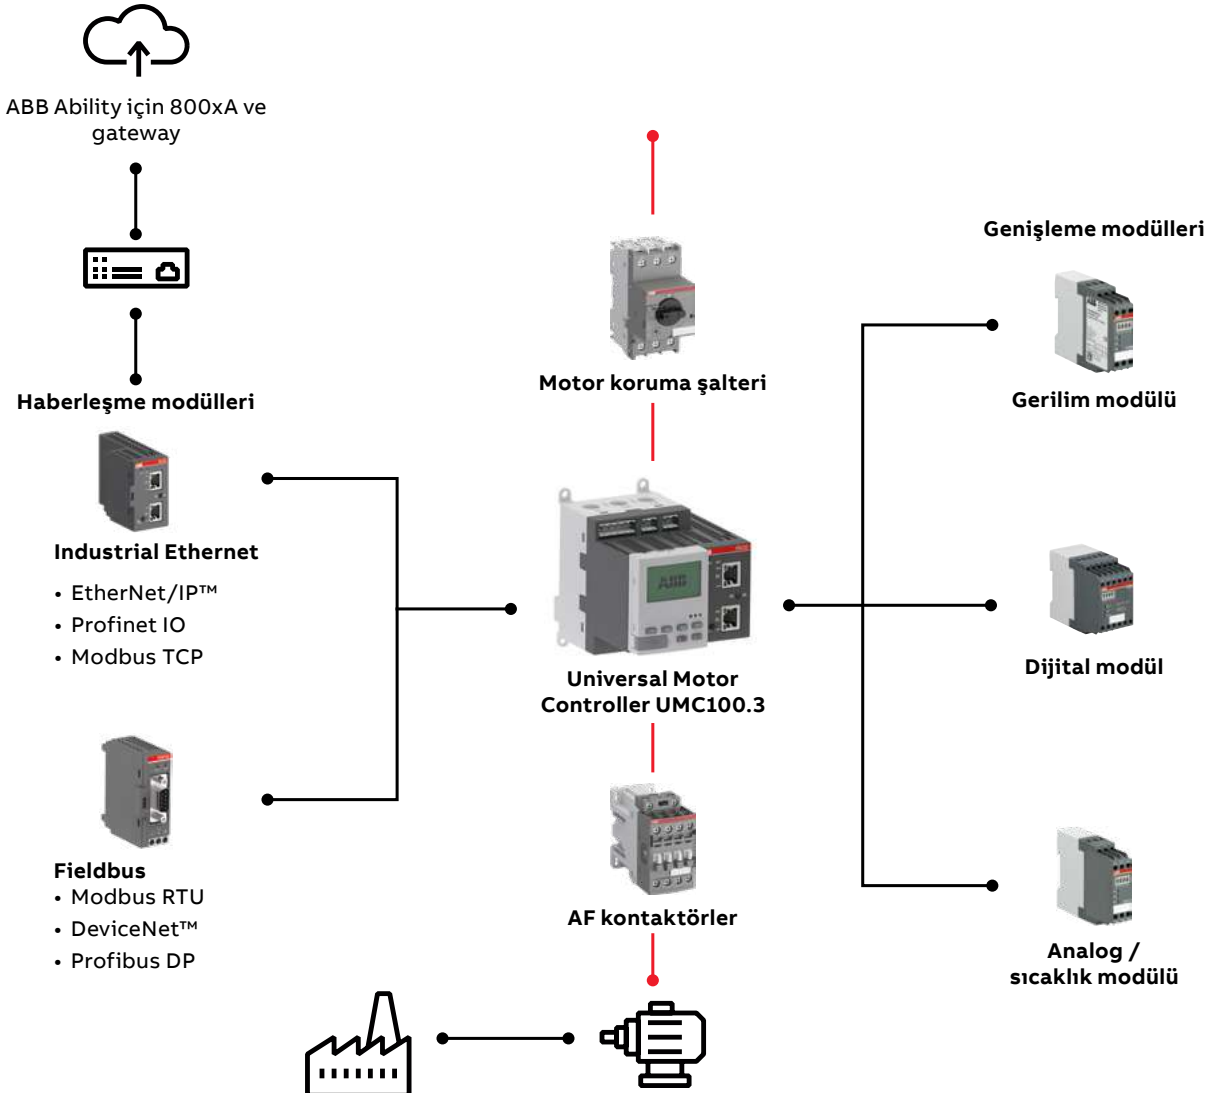 ABB Ability için 800xA ve
gateway
Haberleşme modülleri
Industrial Ethernet
• EtherNet/IP™
• Profinet IO
• Modbus TCP
Fieldbus
• Modbus RTU
• DeviceNet™
• Profibus DP
Motor koruma şalteri
ABB
Universal Motor
Controller UMC100.3
AF kontaktörler
Genişleme modülleri
Gerilim modülü
Dijital modül
Analog /
sıcaklık modülü